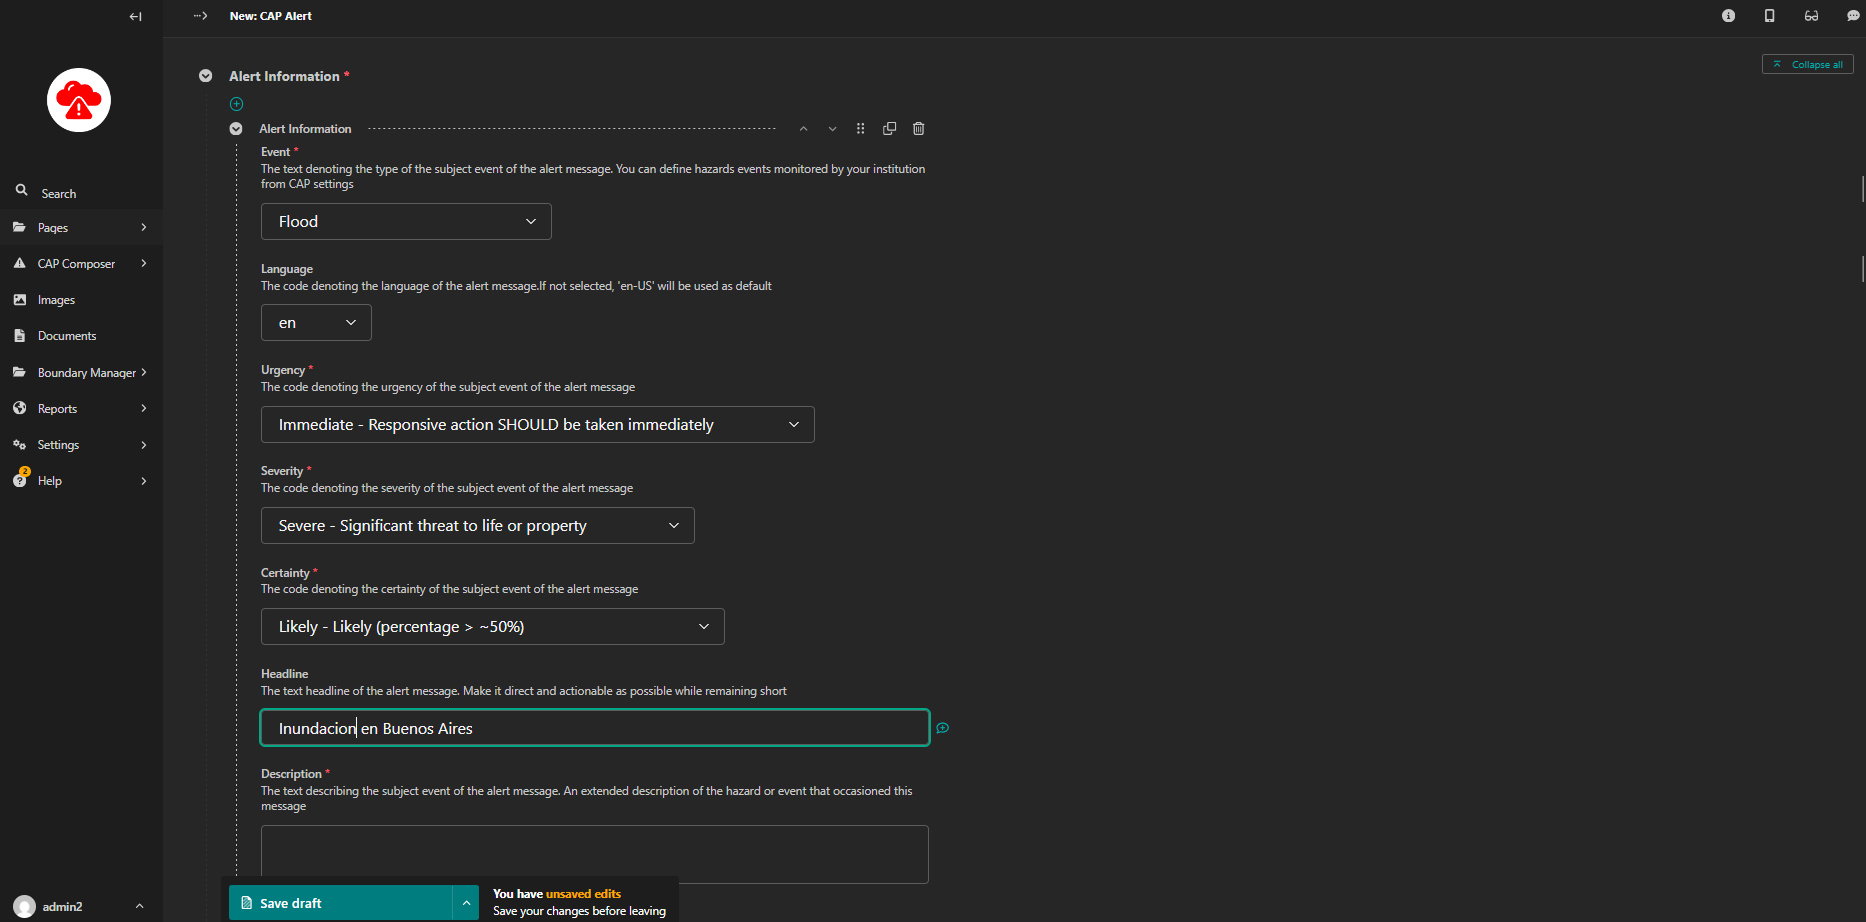 New: CAP Alert
Search
Pages
CAP Composer
Images
Documents
Boundary Manager
Reports
Settings
2
Help
admin2
Alert Information *
Collapse all
Alert Information
Event *
The text denoting the type of the subject event of the alert message. You can define hazards events monitored by your institution
from CAP settings
Flood
Language
The code denoting the language of the alert message.If not selected, 'en-US' will be used as default
en
Urgency *
The code denoting the urgency of the subject event of the alert message
Immediate - Responsive action SHOULD be taken immediately
Severity *
The code denoting the severity of the subject event of the alert message
Severe - Significant threat to life or property
Certainty *
The code denoting the certainty of the subject event of the alert message
Likely - Likely (percentage > ~50%)
Headline
The text headline of the alert message. Make it direct and actionable as possible while remaining short
Inundacion en Buenos Aires
Description *
The text describing the subject event of the alert message. An extended description of the hazard or event that occasioned this
message
Save draft
You have unsaved edits
Save your changes before leaving